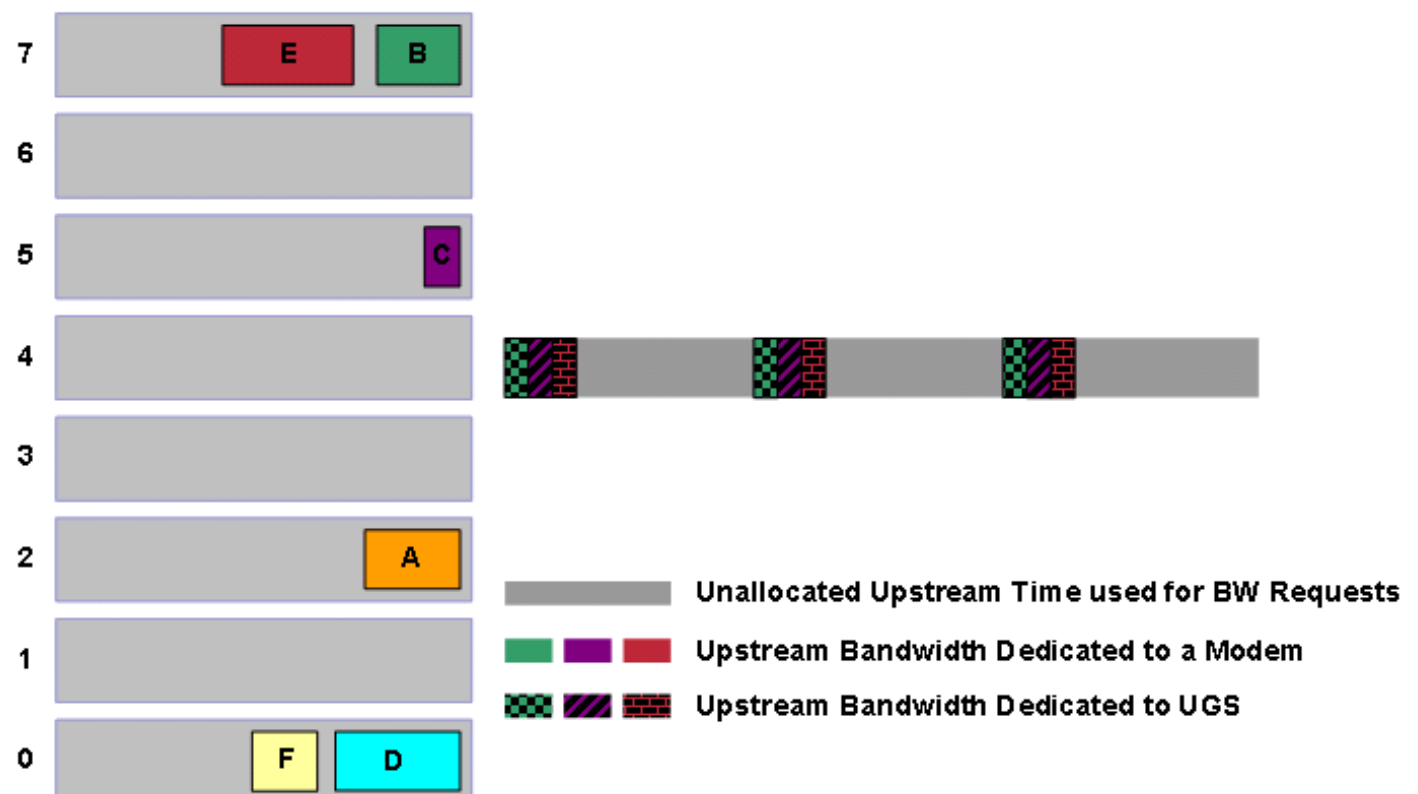 7 E B
6
5 C
4
3
2 A
Unallocated Upstream Time used for BW Requests
1 Upstream Bandwidth Dedicated to a Modem
Upstream Bandwidth Dedicated to UGS
0 F D